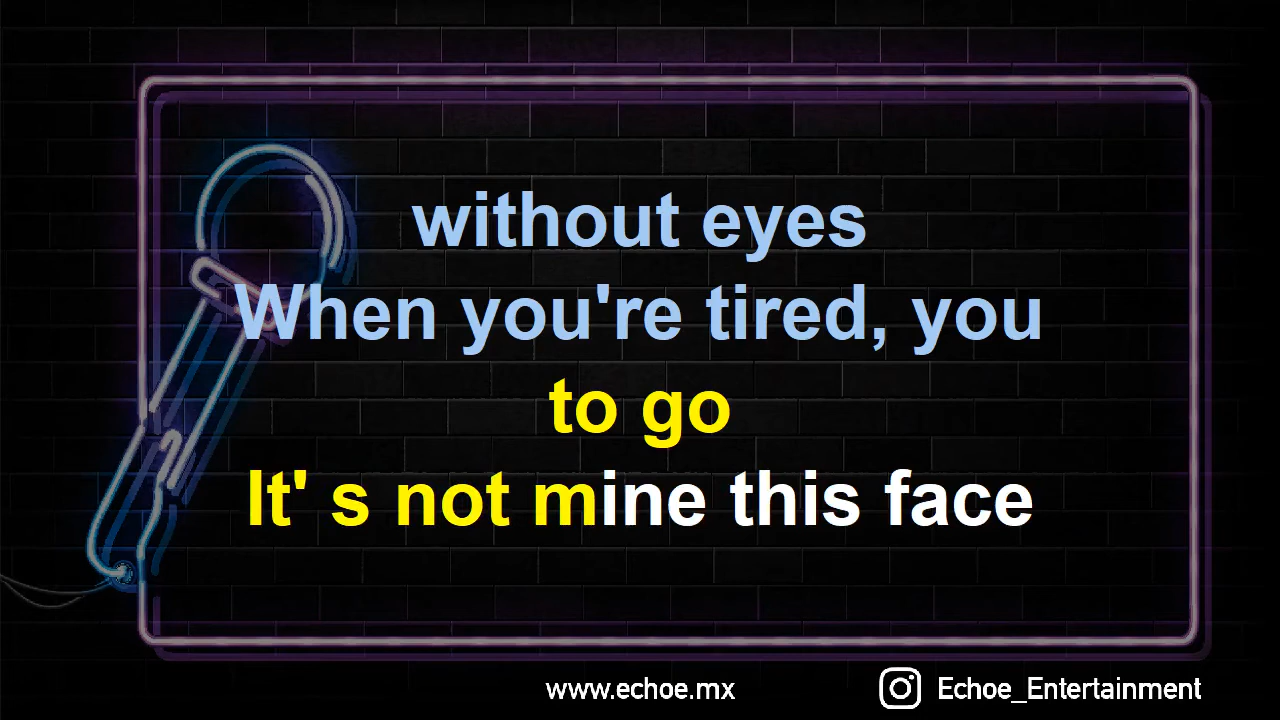 without eyes
When you're tired, you
to go
It' s not mine this face
www.echoe.mx
Echoe_Entertainment